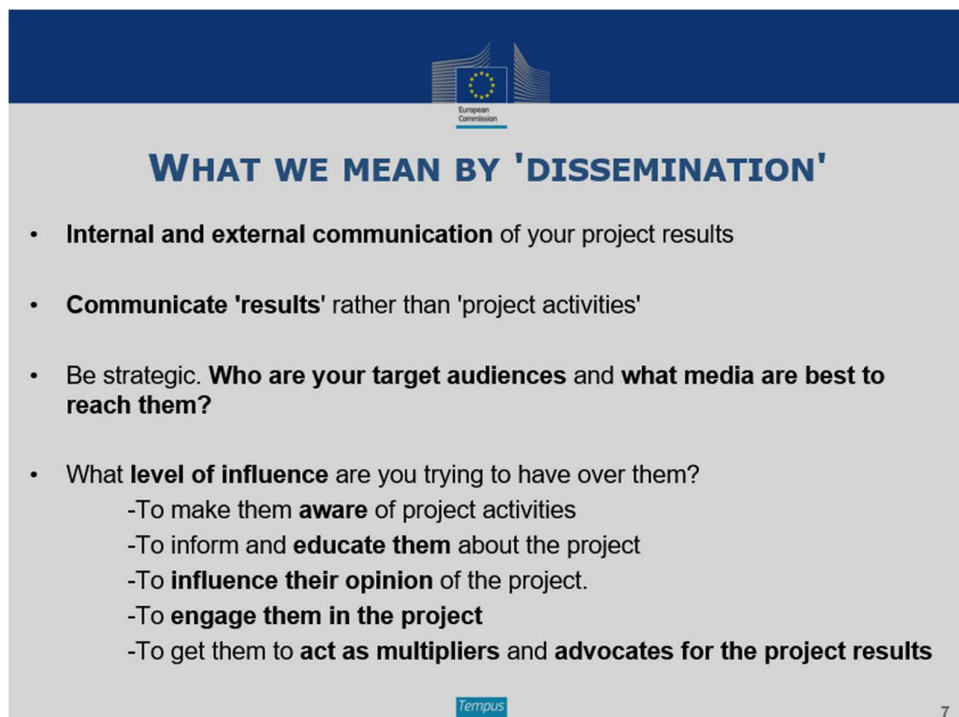 European
Commission
WHAT WE MEAN BY 'DISSEMINATION'
• Internal and external communication of your project results
• Communicate 'results' rather than 'project activities'
• Be strategic. Who are your target audiences and what media are best to
reach them?
• What level of influence are you trying to have over them?
-To make them aware of project activities
-To inform and educate them about the project
-To influence their opinion of the project.
-To engage them in the project
-To get them to act as multipliers and advocates for the project results
Tempus
7